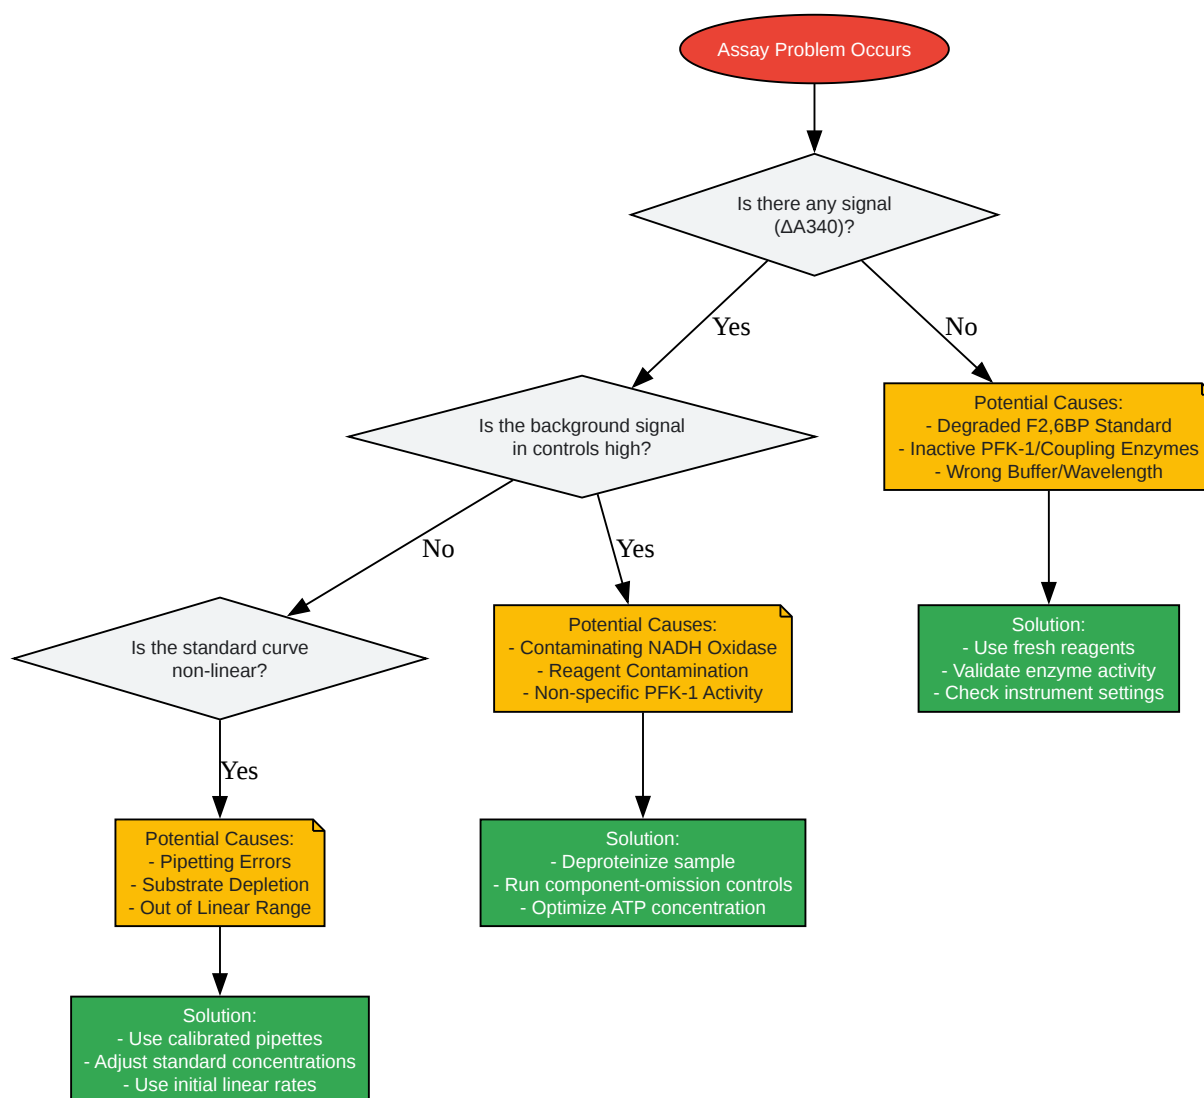 Assay Problem Occurs
Is there any signal
(ΔA340)?
Yes
No
Is the background signal
in controls high?
Potential Causes:
- Degraded F2,6BP Standard
- Inactive PFK-1/Coupling Enzymes
- Wrong Buffer/Wavelength
No
Yes
Is the standard curve
non-linear?
Potential Causes:
- Contaminating NADH Oxidase
- Reagent Contamination
- Non-specific PFK-1 Activity
Solution:
- Use fresh reagents
- Validate enzyme activity
- Check instrument settings
Yes
Potential Causes:
- Pipetting Errors
- Substrate Depletion
- Out of Linear Range
Solution:
- Deproteinize sample
- Run component-omission controls
- Optimize ATP concentration
Solution:
- Use calibrated pipettes
- Adjust standard concentrations
- Use initial linear rates